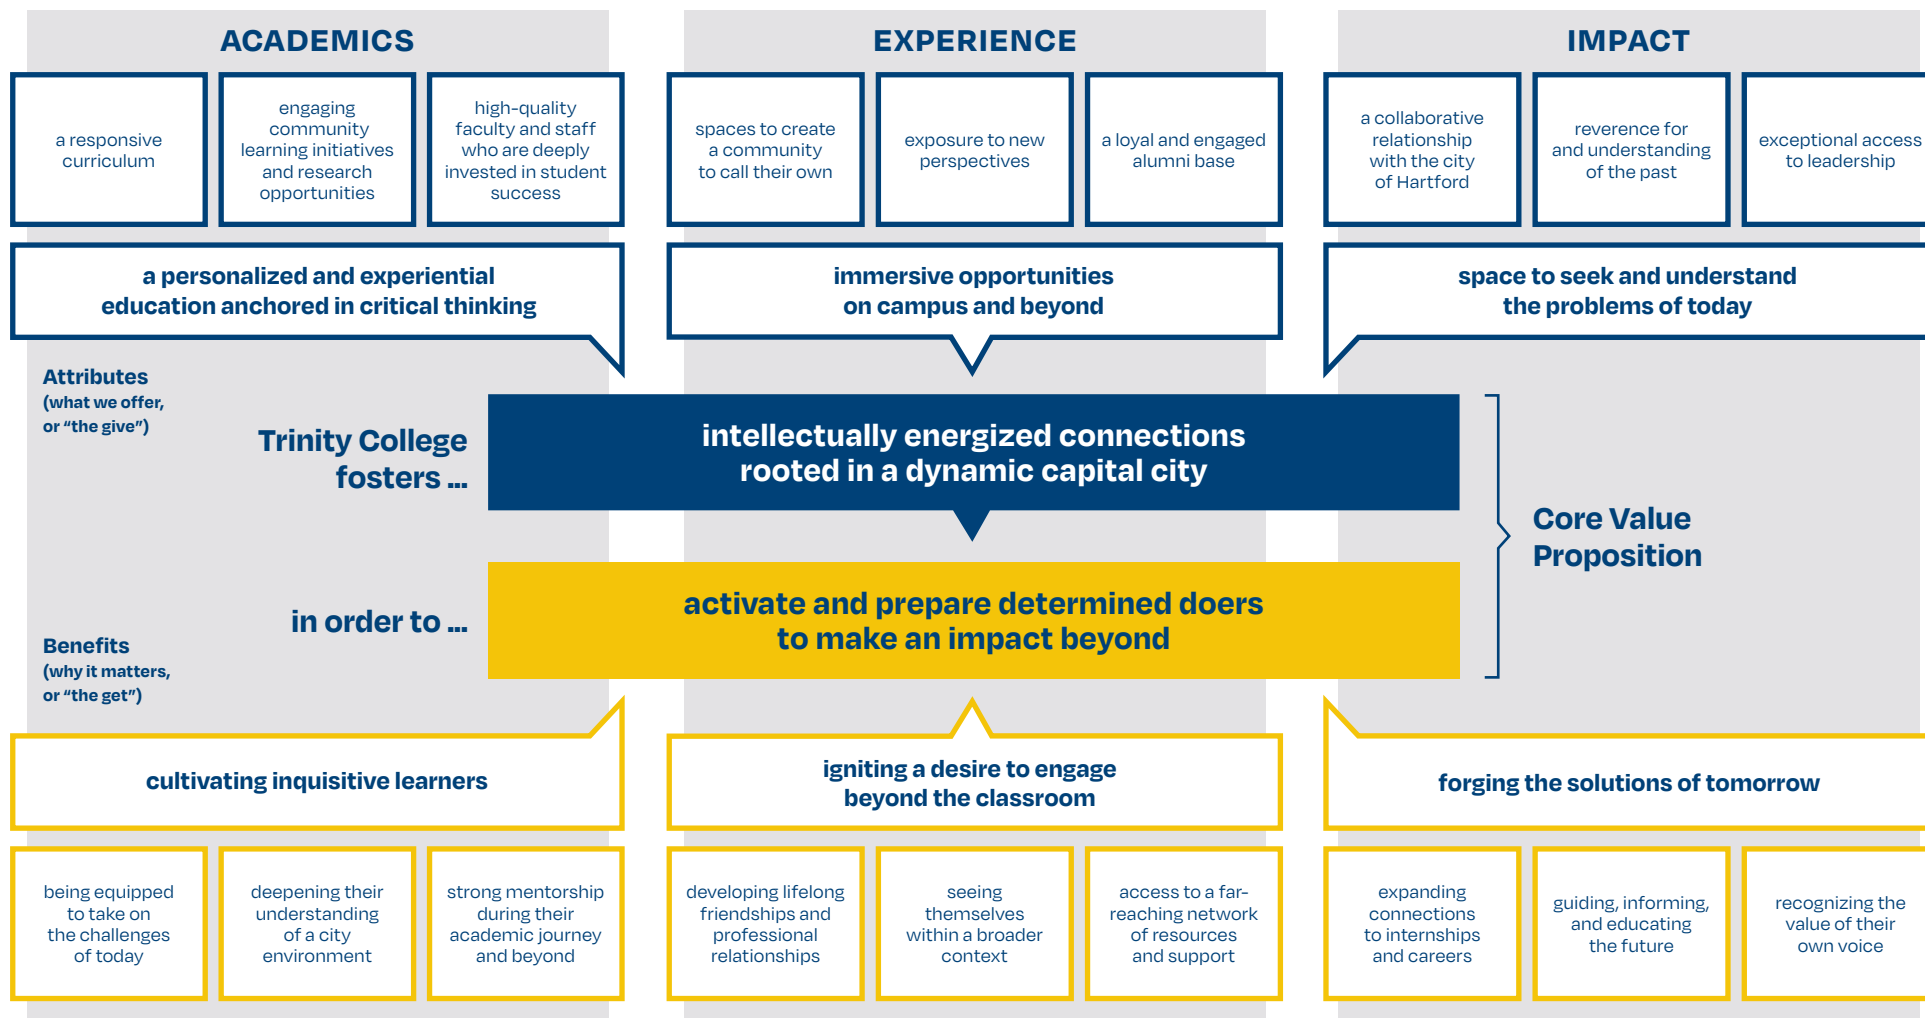 ACADEMICS
a responsive
curriculum
engaging
community
learning initiatives
and research
opportunities
high-quality
faculty and staff
who are deeply
invested in student
success
a personalized and experiential
education anchored in critical thinking
EXPERIENCE
spaces to create
a community
to call their own
exposure to new
perspectives
a loyal and engaged
alumni base
immersive opportunities
on campus and beyond
IMPACT
a collaborative
relationship
with the city
of Hartford
reverence for
and understanding
of the past
exceptional access
to leadership
space to seek and understand
the problems of today
Attributes
(what we offer,
or “the give”)
Trinity College
fosters ...
intellectually energized connections
rooted in a dynamic capital city
Core Value
Proposition
in order to ...
activate and prepare determined doers
to make an impact beyond
Benefits
(why it matters,
or “the get”)
cultivating inquisitive learners
being equipped
to take on
the challenges
of today
deepening their
understanding
of a city
environment
strong mentorship
during their
academic journey
and beyond
igniting a desire to engage
beyond the classroom
developing lifelong
friendships and
professional
relationships
seeing
themselves
within a broader
context
access to a far-
reaching network
of resources
and support
forging the solutions of tomorrow
expanding
connections
to internships
and careers
guiding, informing,
and educating
the future
recognizing the
value of their
own voice